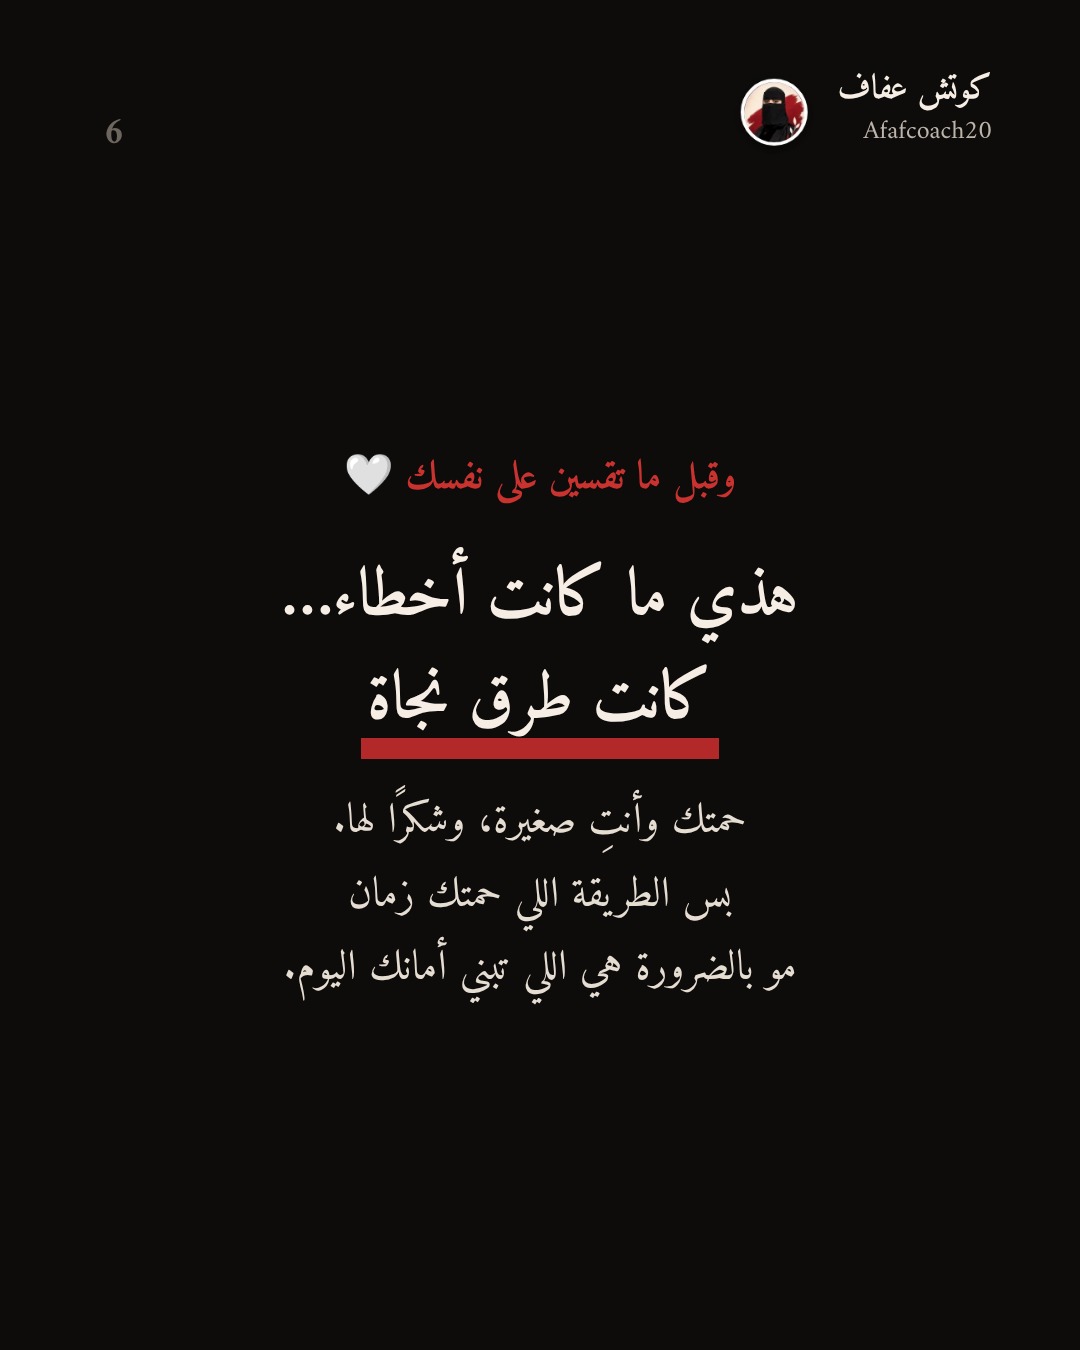 كوتش عفاف
Afafcoach20
6
وقبل ما تقسين على نفسك 🤍
هذي ما كانت أخطاء...
كانت طرق نجاة
حمتك وأنتِ صغيرة، وشكرًا لها.
بس الطريقة اللي حمتك زمان
مو بالضرورة هي اللي تبني أمانك اليوم.